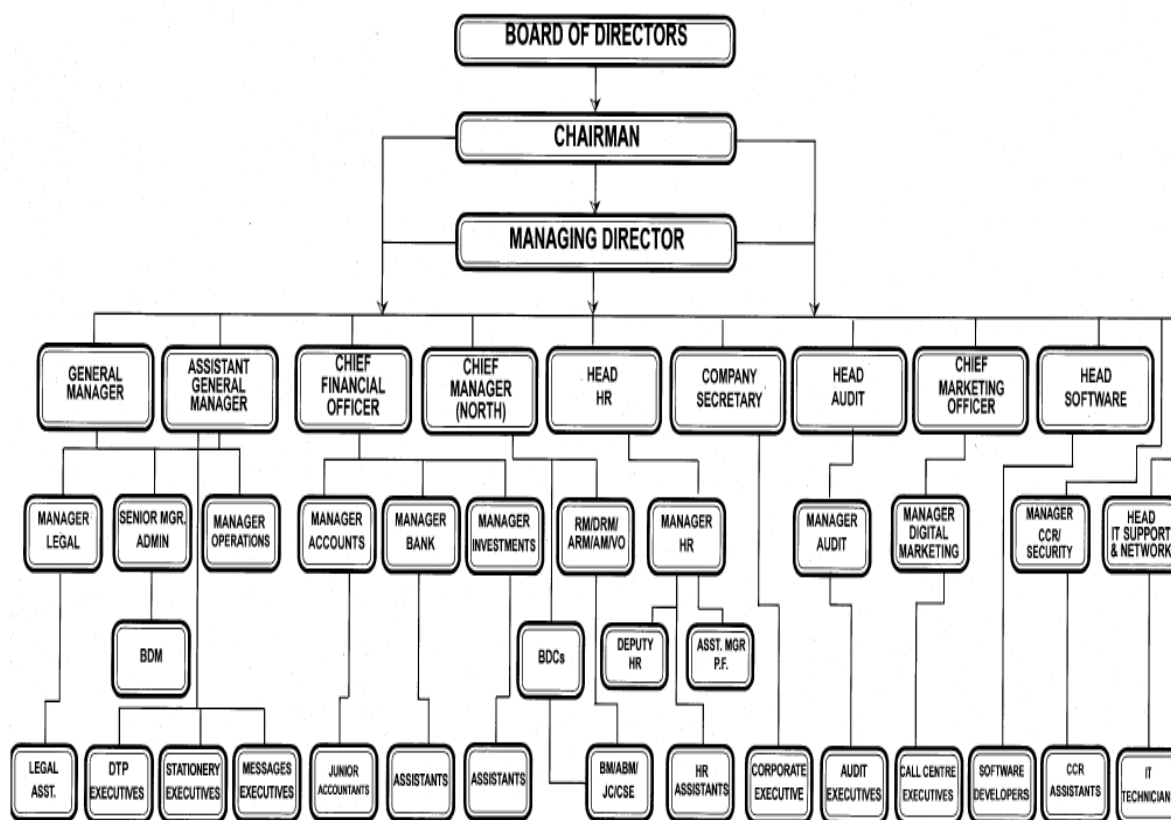 BOARD OF DIRECTORS
CHAIRMAN
MANAGING DIRECTOR
GENERAL
MANAGER
ASSISTANT
GENERAL
MANAGER
CHIEF
FINANCIAL
OFFICER
CHIEF
MANAGER
(NORTH)
HEAD
HR
COMPANY
SECRETARY
HEAD
AUDIT
CHIEF
MARKETING
OFFICER
HEAD
SOFTWARE
MANAGER
LEGAL
SENIOR MGR.
ADMIN
MANAGER
OPERATIONS
MANAGER
ACCOUNTS
MANAGER
BANK
MANAGER
INVESTMENTS
RM/DRM/
ARM/AM/VO
MANAGER
HR
MANAGER
AUDIT
MANAGER
DIGITAL
MARKETING
MANAGER
CCR/
SECURITY
HEAD
IT SUPPORT
& NETWORK
BDM
BDCs
DEPUTY
HR
ASST. MGR
P.F.
LEGAL
ASST.
DTP
EXECUTIVES
STATIONERY
EXECUTIVES
MESSAGES
EXECUTIVES
JUNIOR
ACCOUNTANTS
ASSISTANTS
ASSISTANTS
BM/ABM/
JC/CSE
HR
ASSISTANTS
CORPORATE
EXECUTIVE
AUDIT
EXECUTIVES
CALL CENTRE
EXECUTIVES
SOFTWARE
DEVELOPERS
CCR
ASSISTANTS
IT
TECHNICIANS